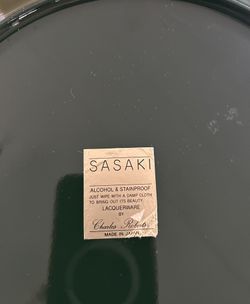 SASAKI
ALCOHOL & STAINPROOF
JUST WIPE WITH A DAMP CLOTH
TO BRING OUT ITS BEAUTY
LACQUERWARE
BY
Charles Roberts
MADE IN JAPAN